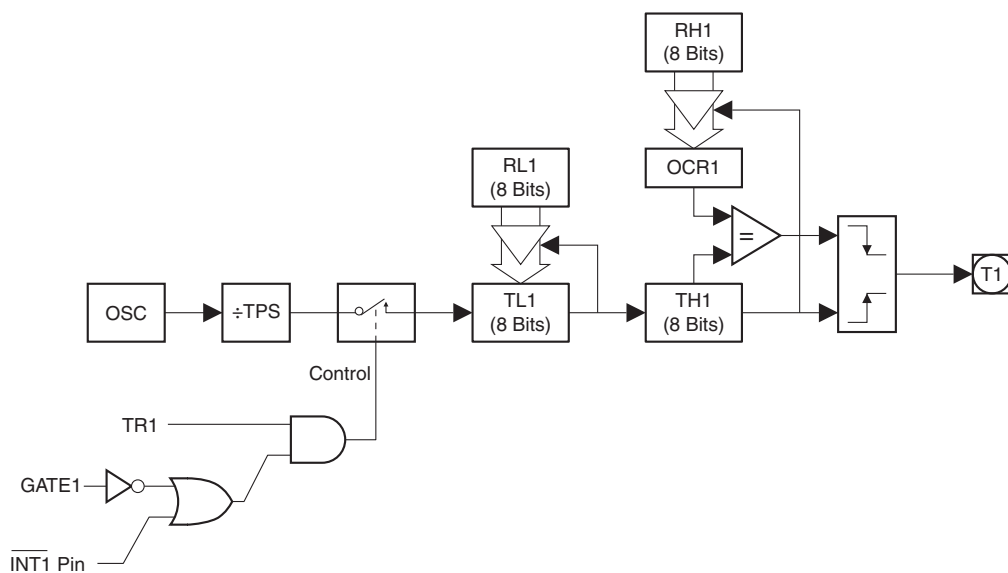 RH1
(8 Bits)
RL1
(8 Bits)
OCR1
=
OSC
÷TPS
TL1
(8 Bits)
TH1
(8 Bits)
T1
Control
TR1
GATE1
INT1 Pin